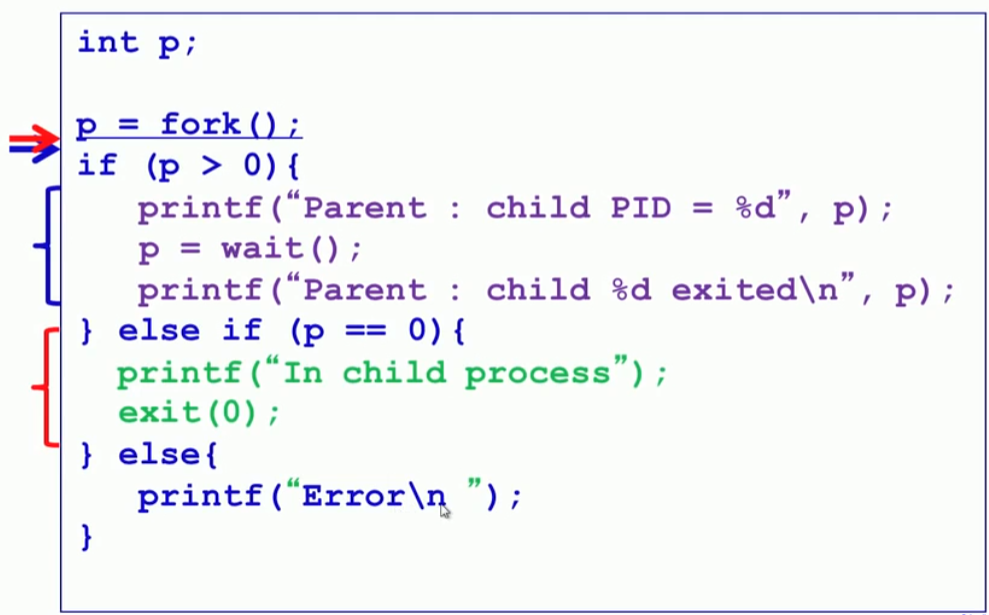 int p;
p = fork();
if (p > 0){
printf(“Parent : child PID = %d”, p);
p = wait();
printf(“Parent : child %d exited\n”, p);
} else if (p == 0){
printf(“In child process”);
exit(0);
} else{
printf(“Error\n ”);
}